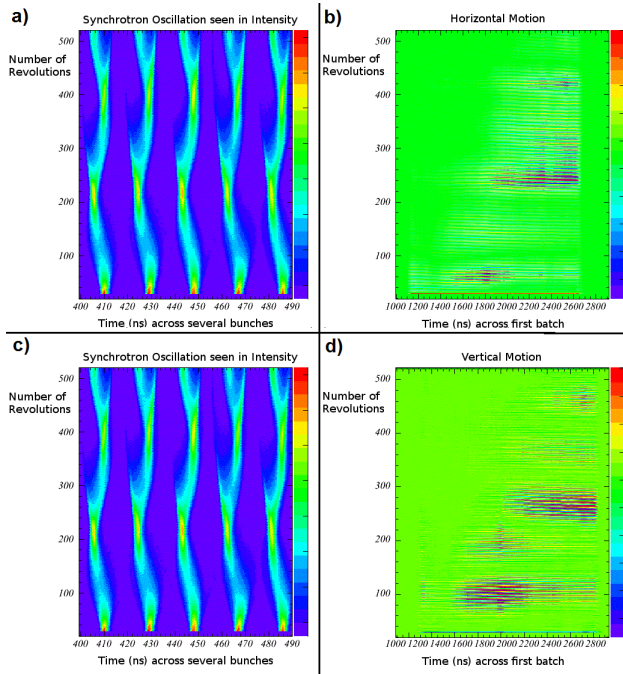 a)
Synchrotron Oscillation seen in Intensity
Number of
Revolutions
500
400
300
200
100
400 410 420 430 440 450 460 470 480 490
Time (ns) across several bunches
b)
Horizontal Motion
Number of
Revolutions
500
400
300
200
100
1000 1200 1400 1600 1800 2000 2200 2400 2600 2800
Time (ns) across first batch
c)
Synchrotron Oscillation seen in Intensity
Number of
Revolutions
500
400
300
200
100
400 410 420 430 440 450 460 470 480 490
Time (ns) across several bunches
d)
Vertical Motion
Number of
Revolutions
500
400
300
200
100
1000 1200 1400 1600 1800 2000 2200 2400 2600 2800
Time (ns) across first batch